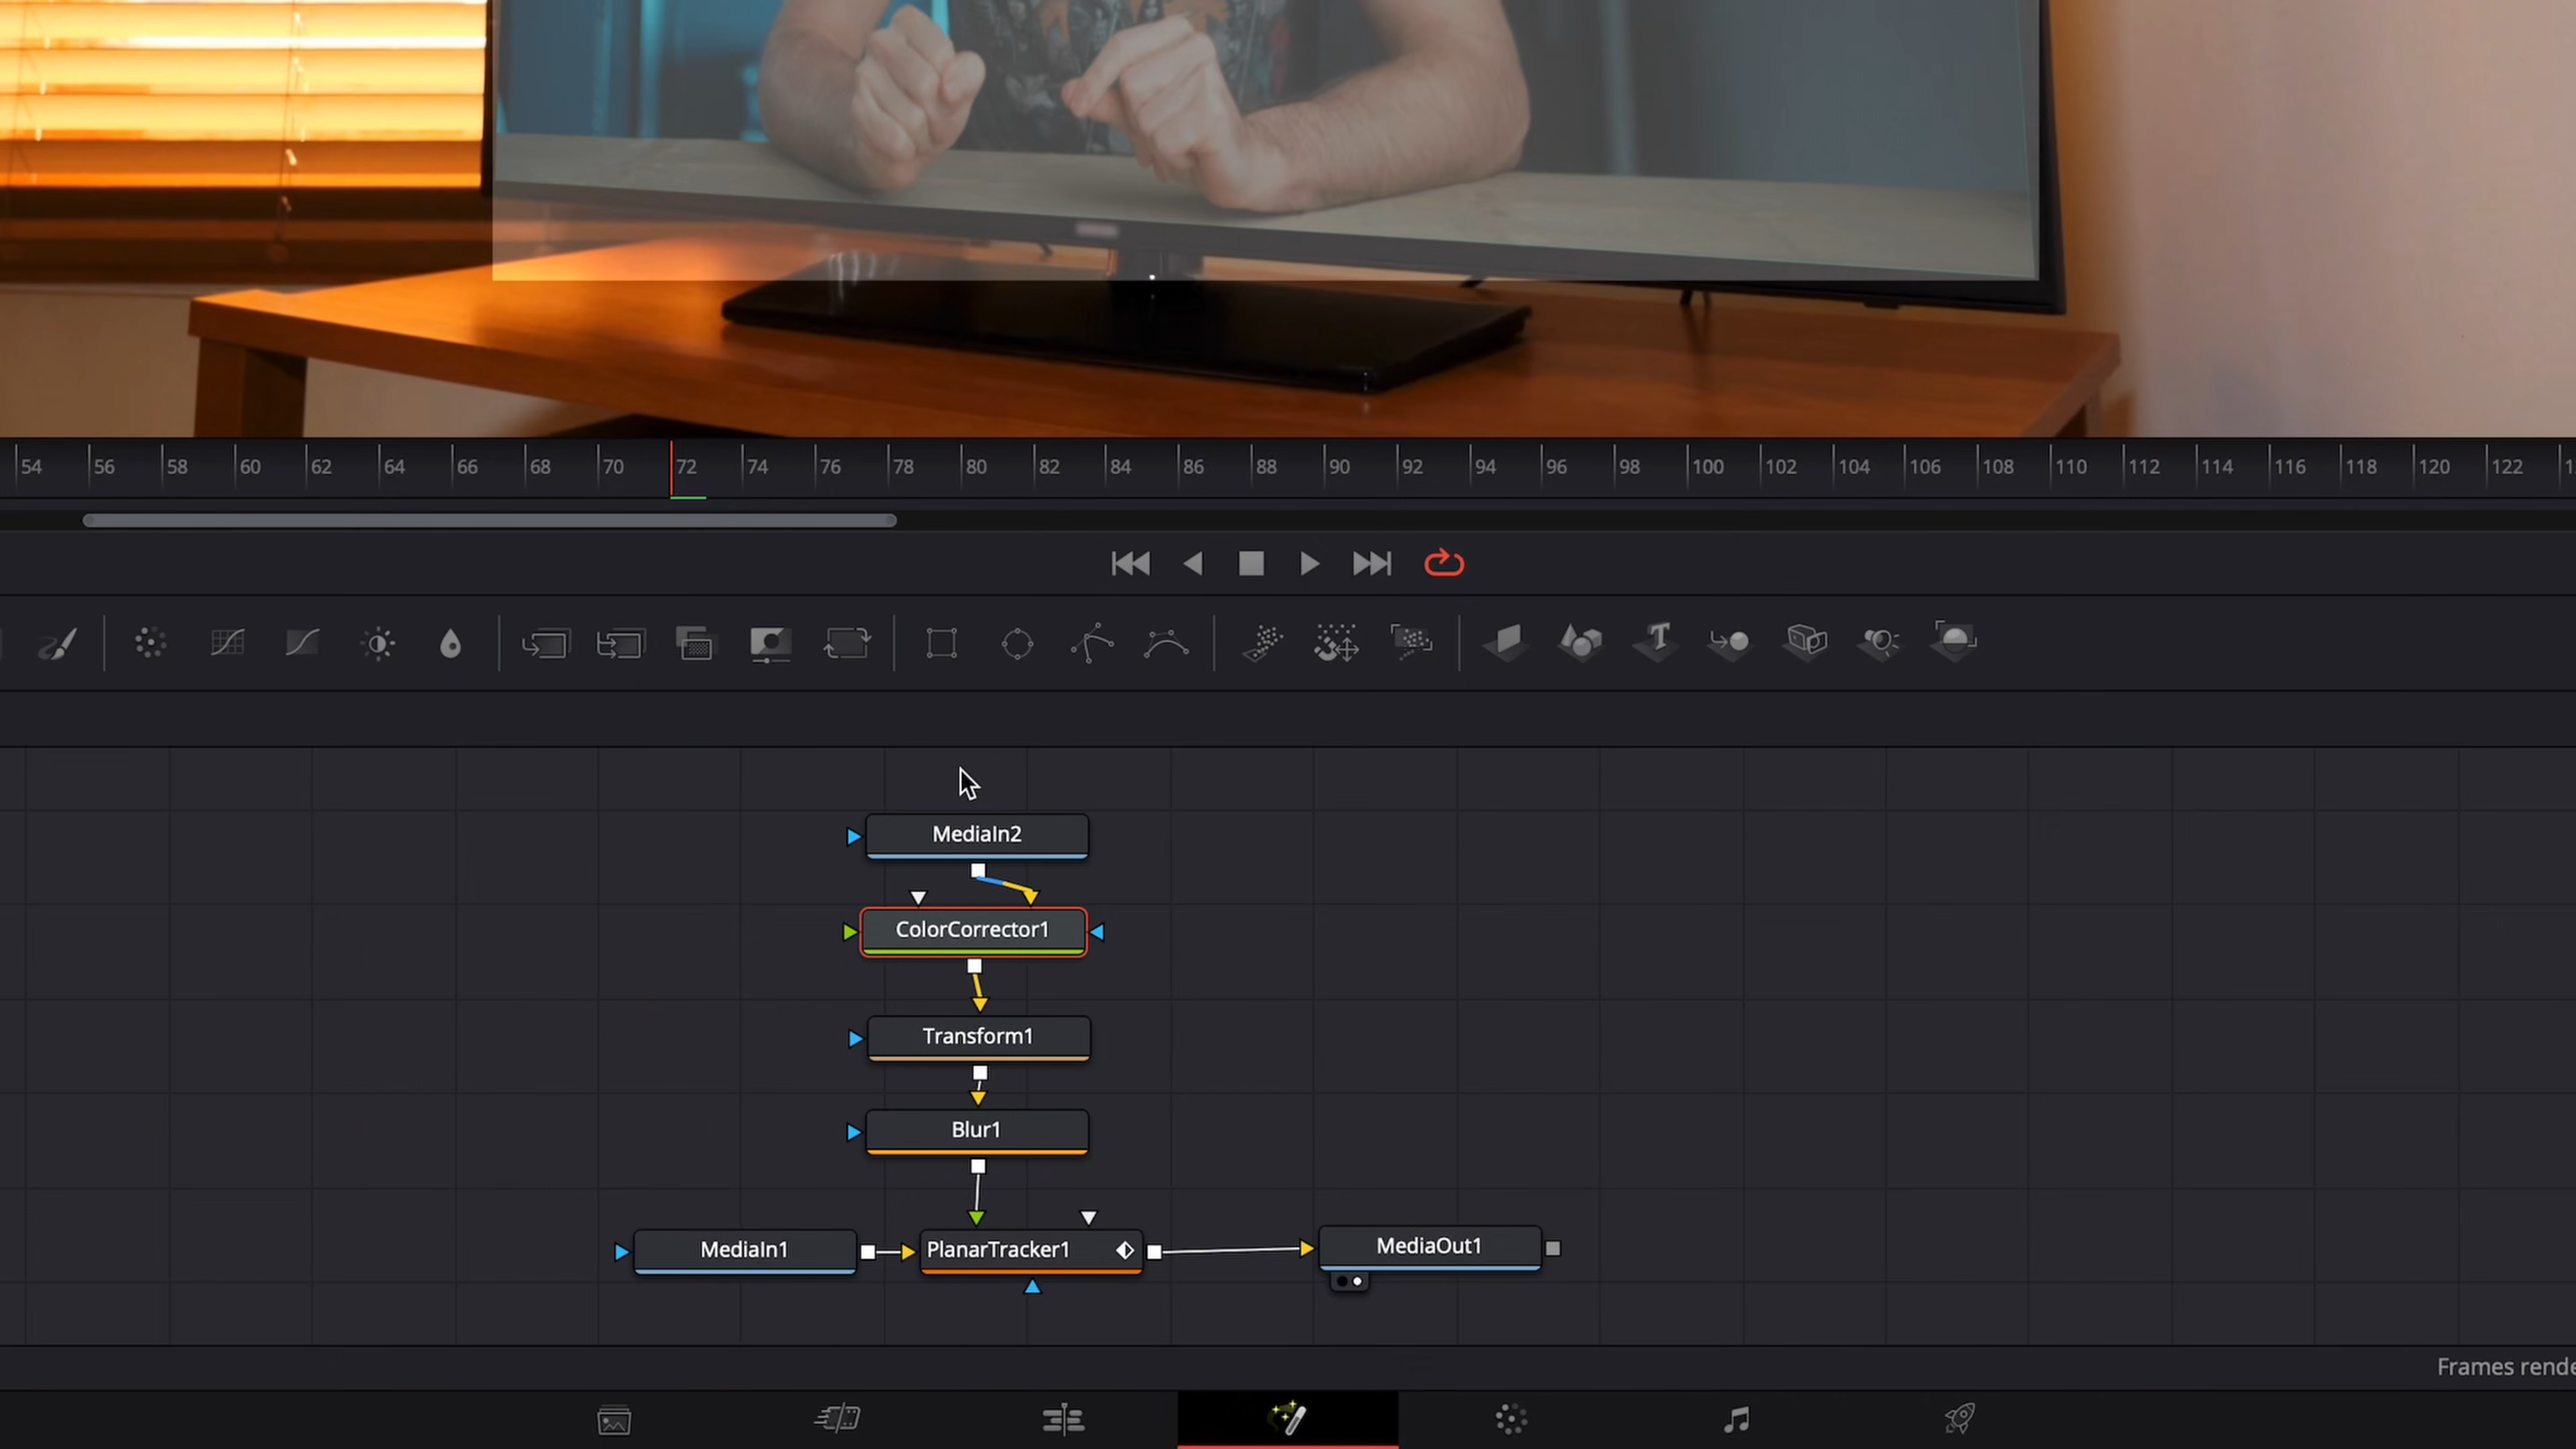 54 56 58 60 62 64 66 68 70 72 74 76 78 80 82 84 86 88 90 92 94 96 98 100 102 104 106 108 110 112 114 116 118 120 122
MediaIn2
ColorCorrector1
Transform1
Blur1
MediaIn1 PlanarTracker1 MediaOut1
Frames rende